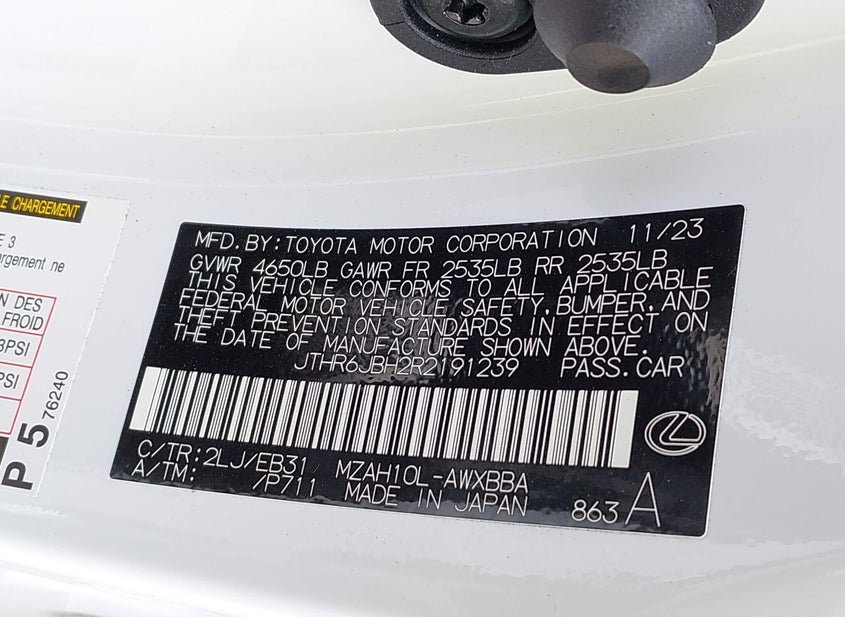 LE CHARGEMENT
E 3
rgement ne
N DES
FROID
3PSI
PSI
P 5 76240
MFD. BY: TOYOTA MOTOR CORPORATION 11/23
GVWR 4650LB GAWR FR 2535LB RR 2535LB
THIS VEHICLE CONFORMS TO ALL APPLICABLE
FEDERAL MOTOR VEHICLE SAFETY, BUMPER, AND
THEFT PREVENTION STANDARDS IN EFFECT ON
THE DATE OF MANUFACTURE SHOWN ABOVE.
JTHR6JBH2R2191239 PASS. CAR
C/TR: 2LJ/EB31 MZAH10L-AWXBBA
A/TM: /P711 MADE IN JAPAN 863 A